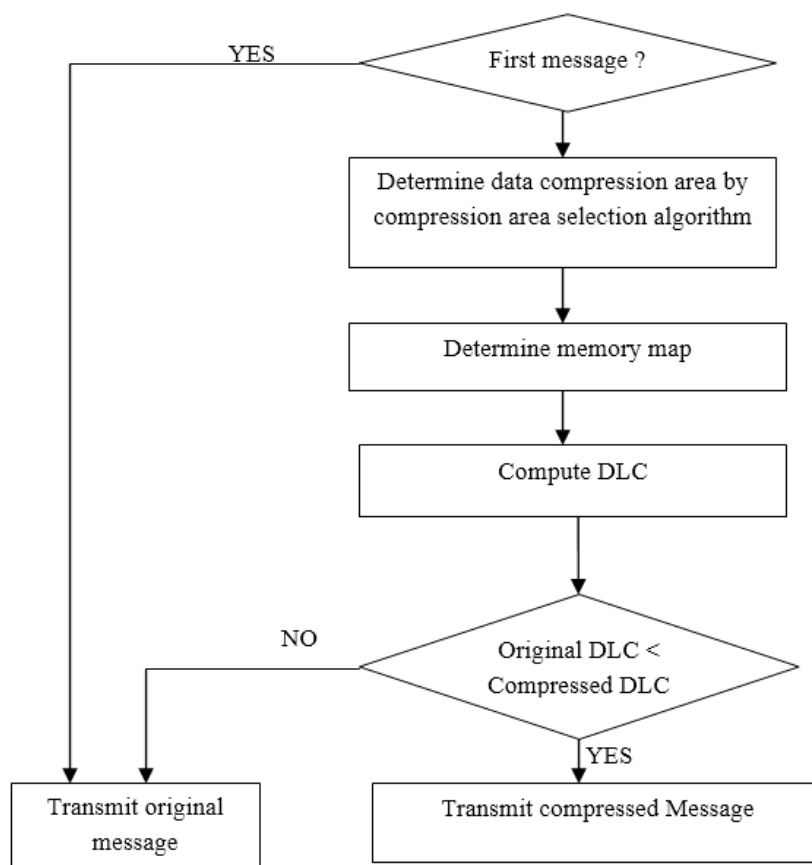 YES
First message ?
Determine data compression area by
compression area selection algorithm
Determine memory map
Compute DLC
NO
Original DLC <
Compressed DLC
YES
Transmit original
message
Transmit compressed Message